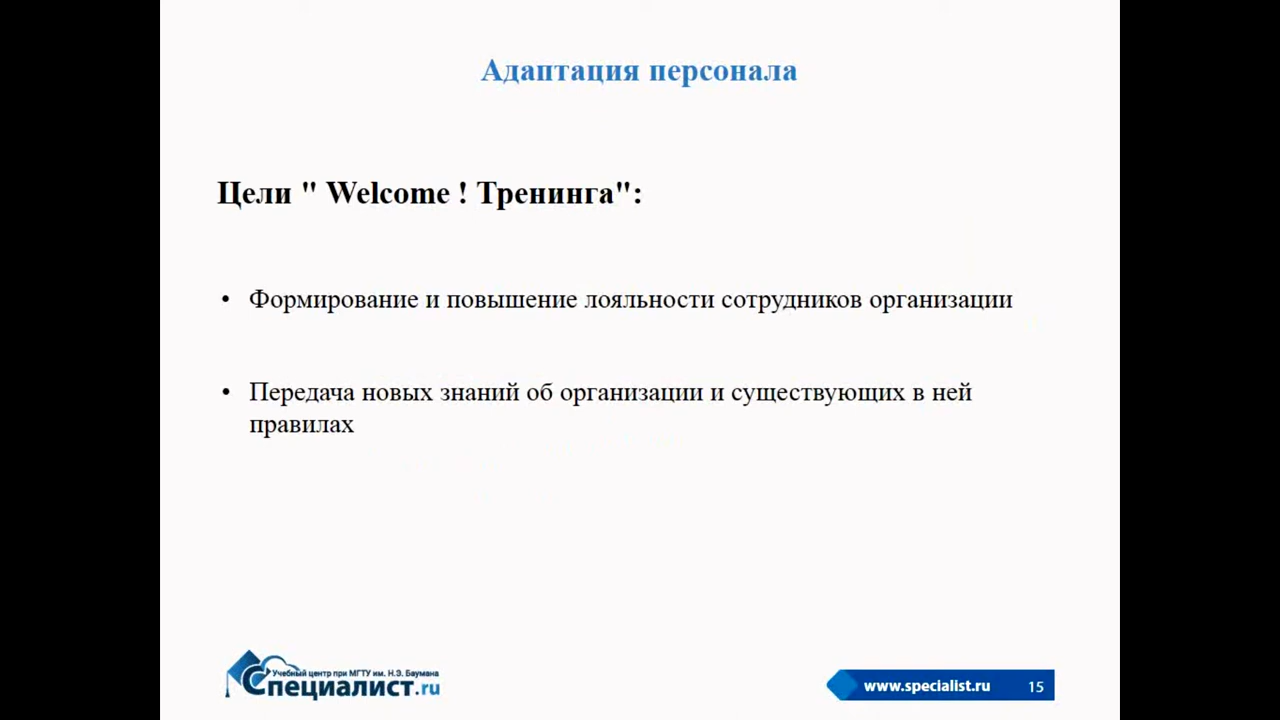 Адаптация персонала
Цели " Welcome ! Тренинга":
• Формирование и повышение лояльности сотрудников организации
• Передача новых знаний об организации и существующих в ней
правилах
Учебный центр при МГТУ им. Н.Э. Баумана
Специалист.ru
www.specialist.ru 15